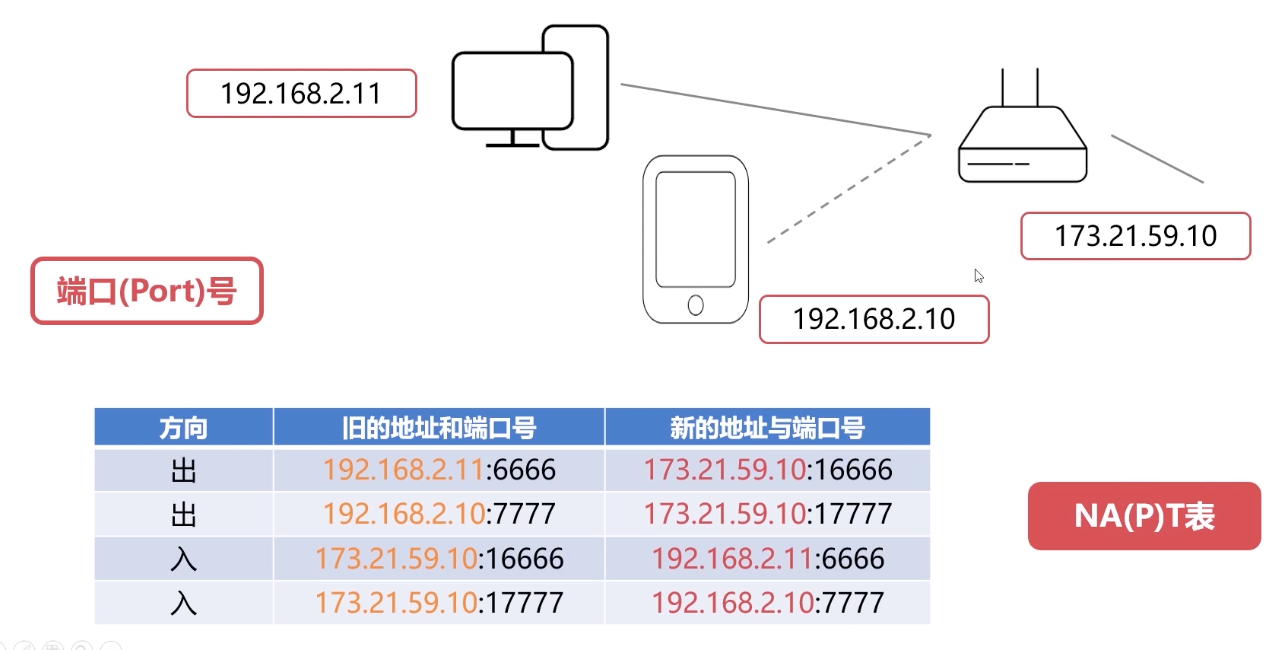 192.168.2.11
173.21.59.10
端口(Port)号
192.168.2.10
方向 旧的地址和端口号 新的地址与端口号
出 192.168.2.11:6666 173.21.59.10:16666
出 192.168.2.10:7777 173.21.59.10:17777
入 173.21.59.10:16666 192.168.2.11:6666
入 173.21.59.10:17777 192.168.2.10:7777
NA(P)T表